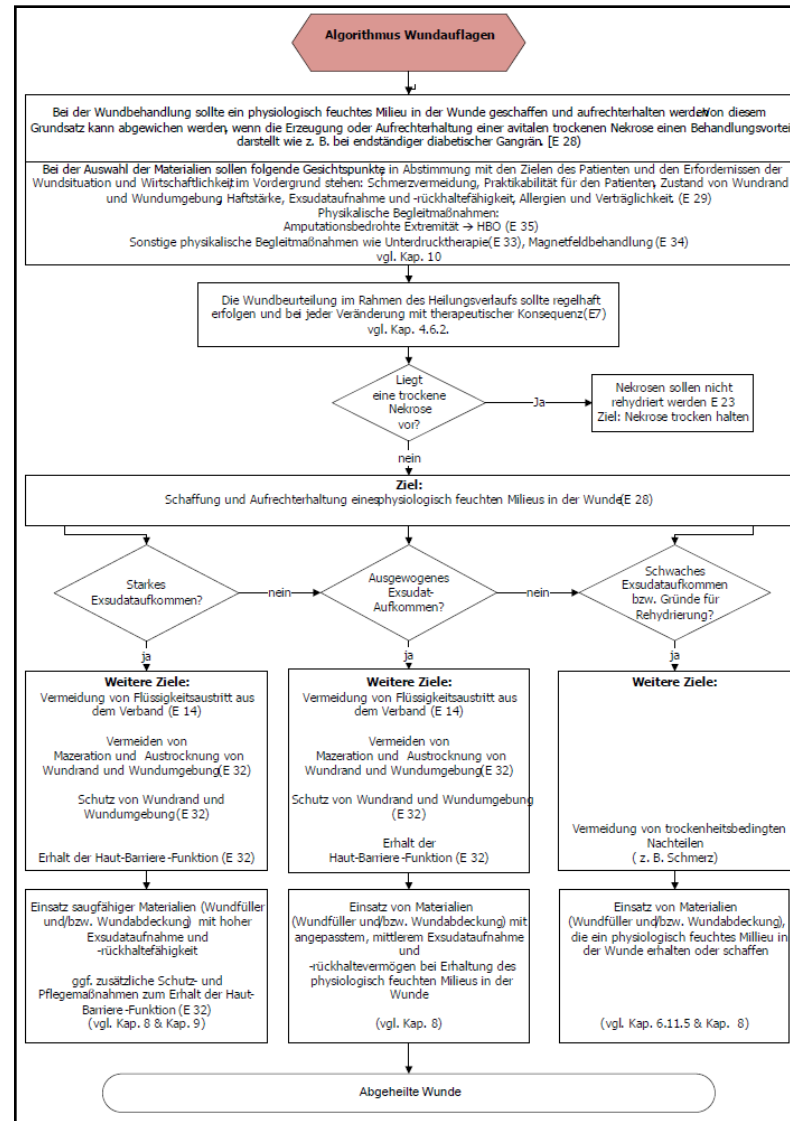 Algorithmus Wundauflagen
Bei der Wundbehandlung sollte ein physiologisch feuchtes Milieu in der Wunde geschaffen und aufrechterhalten werden. Von diesem
Grundsatz kann abgewichen werden, wenn die Erzeugung oder Aufrechterhaltung einer avitalen trockenen Nekrose einen Behandlungsvortei
darstellt wie z. B. bei endständiger diabetischer Gangrän. [E 28)
Bei der Auswahl der Materialien sollen folgende Gesichtspunkte, in Abstimmung mit den Zielen des Patienten und den Erfordernissen der
Wundsituation und Wirtschaftlichkeit, im Vordergrund stehen: Schmerzvermeidung, Praktikabilität für den Patienten, Zustand von Wundrand
und Wundumgebung, Haftstärke, Exsudataufnahme und -rückhaltefähigkeit, Allergien und Verträglichkeit. (E 29)
Physikalische Begleitmaßnahmen:
Amputationsbedrohte Extremität → HBO (E 35)
Sonstige physikalische Begleitmaßnahmen wie Unterdrucktherapie(E 33), Magnetfeldbehandlung (E 34)
vgl. Kap. 10
Die Wundbeurteilung im Rahmen des Heilungsverlaufs sollte regelhaft
erfolgen und bei jeder Veränderung mit therapeutischer Konsequenz(E7)
vgl. Kap. 4.6.2.
Liegt
eine trockene
Nekrose
vor?
Ja
Nekrosen sollen nicht
rehydriert werden E 23
Ziel: Nekrose trocken halten
nein
Ziel:
Schaffung und Aufrechterhaltung eines physiologisch feuchten Milieus in der Wunde(E 28)
Starkes
Exsudataufkommen?
nein
Ausgewogenes
Exsudat-
Aufkommen?
nein
Schwaches
Exsudataufkommen
bzw. Gründe für
Rehydrierung?
ja
ja
ja
Weitere Ziele:
Vermeidung von Flüssigkeitsaustritt aus
dem Verband (E 14)
Vermeiden von
Mazeration und Austrocknung von
Wundrand und Wundumgebung(E 32)
Schutz von Wundrand und
Wundumgebung (E 32)
Erhalt der Haut-Barriere-Funktion (E 32)
Weitere Ziele:
Vermeidung von Flüssigkeitsaustritt aus
dem Verband (E 14)
Vermeiden von
Mazeration und Austrocknung von
Wundrand und Wundumgebung(E 32)
Schutz von Wundrand und Wundumgebung
(E 32)
Erhalt der
Haut-Barriere-Funktion (E 32)
Weitere Ziele:
Vermeidung von trockenheitsbedingten
Nachteilen
( z. B. Schmerz)
Einsatz saugfähiger Materialien (Wundfüller
und/bzw. Wundabdeckung) mit hoher
Exsudataufnahme und
-rückhaltefähigkeit
ggf. zusätzliche Schutz- und
Pflegemaßnahmen zum Erhalt der Haut-
Barriere-Funktion (E 32)
(vgl. Kap. 8 & Kap. 9)
Einsatz von Materialien
(Wundfüller und/bzw. Wundabdeckung) mit
angepasstem, mittlerem Exsudataufnahme
und
-rückhaltevermögen bei Erhaltung des
physiologisch feuchten Milieus in der
Wunde
(vgl. Kap. 8)
Einsatz von Materialien
(Wundfüller und/bzw. Wundabdeckung),
die ein physiologisch feuchtes Millieu in
der Wunde erhalten oder schaffen
(vgl. Kap. 6.11.5 & Kap. 8)
Abgeheilte Wunde